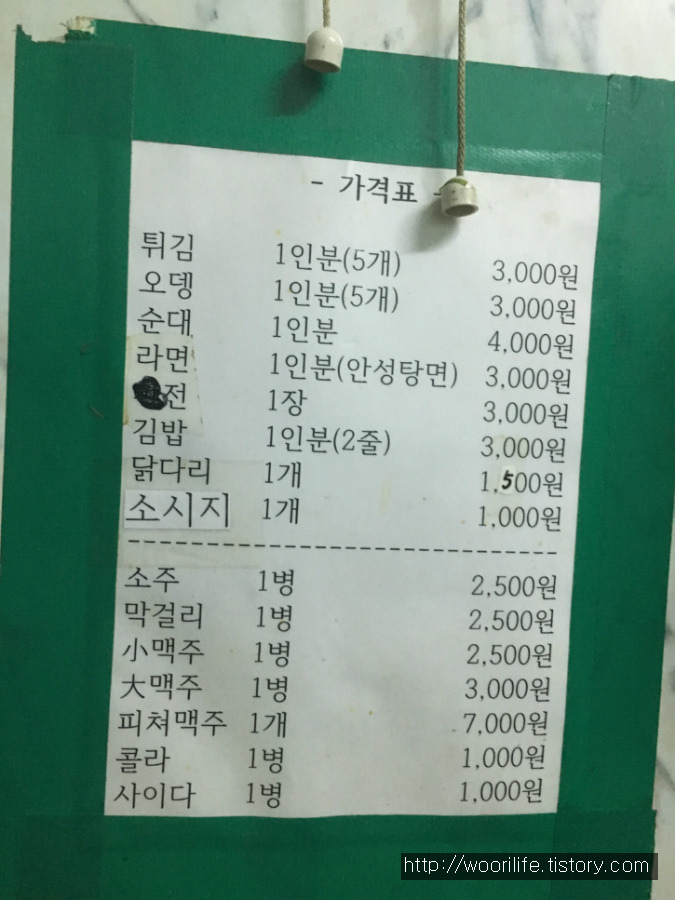 - 가격표 -
튀김 1인분(5개) 3,000원
오뎅 1인분(5개) 3,000원
순대 1인분 4,000원
라면 1인분(안성탕면) 3,000원
전 1장 3,000원
김밥 1인분(2줄) 3,000원
닭다리 1개 1,500원
소시지 1개 1,000원
소주 1병 2,500원
막걸리 1병 2,500원
小맥주 1병 2,500원
大맥주 1병 3,000원
피쳐맥주 1개 7,000원
콜라 1병 1,000원
사이다 1병 1,000원
http://woorilife.tistory.com